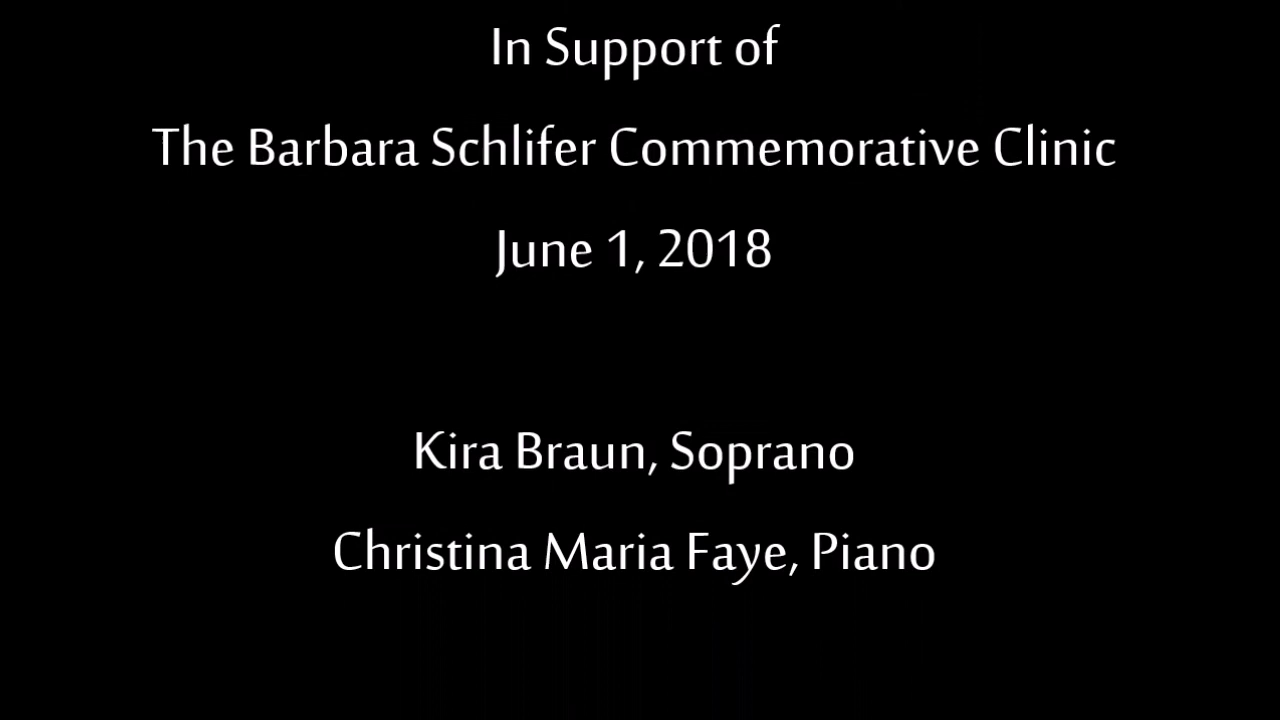 In Support of
The Barbara Schlifer Commemorative Clinic
June 1, 2018
Kira Braun, Soprano
Christina Maria Faye, Piano